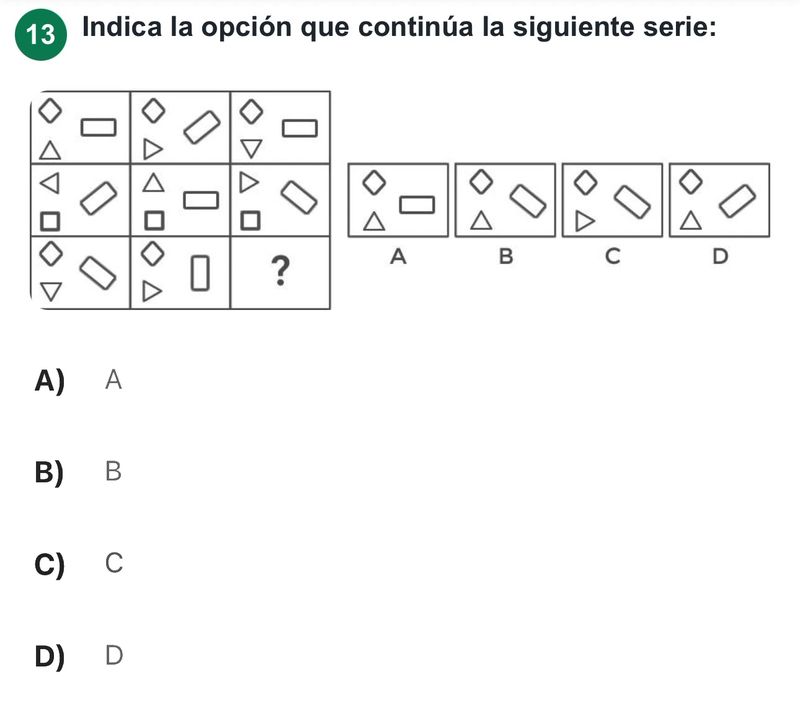 13 Indica la opción que continúa la siguiente serie:
?
A B C D
A) A
B) B
C) C
D) D